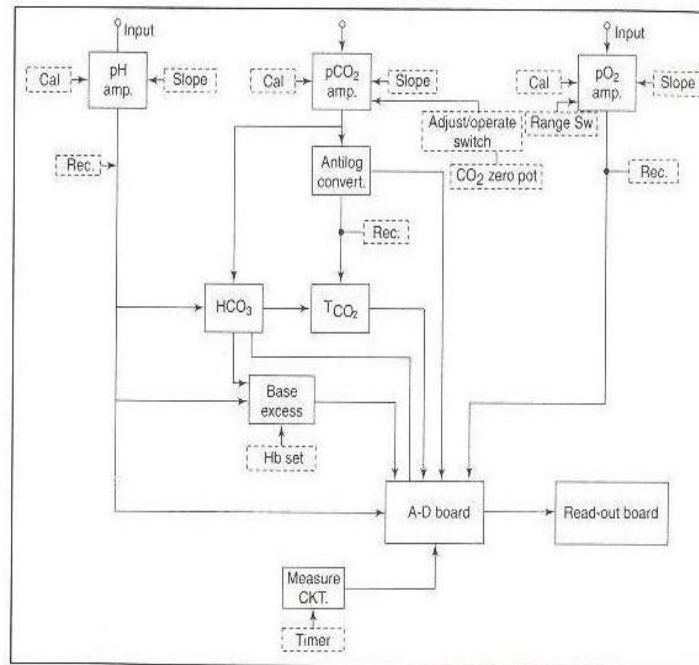 Input
Input
Cal
pH
amp.
Slope
Cal
pCO₂
amp.
Slope
Cal
pO₂
amp.
Slope
Adjust/operate
switch
Range Sw
CO₂ zero pot
Rec.
Antilog
convert.
Rec.
Rec.
HCO₃
TCO₂
Base
excess
Hb set
A-D board
Read-out board
Measure
CKT.
Timer